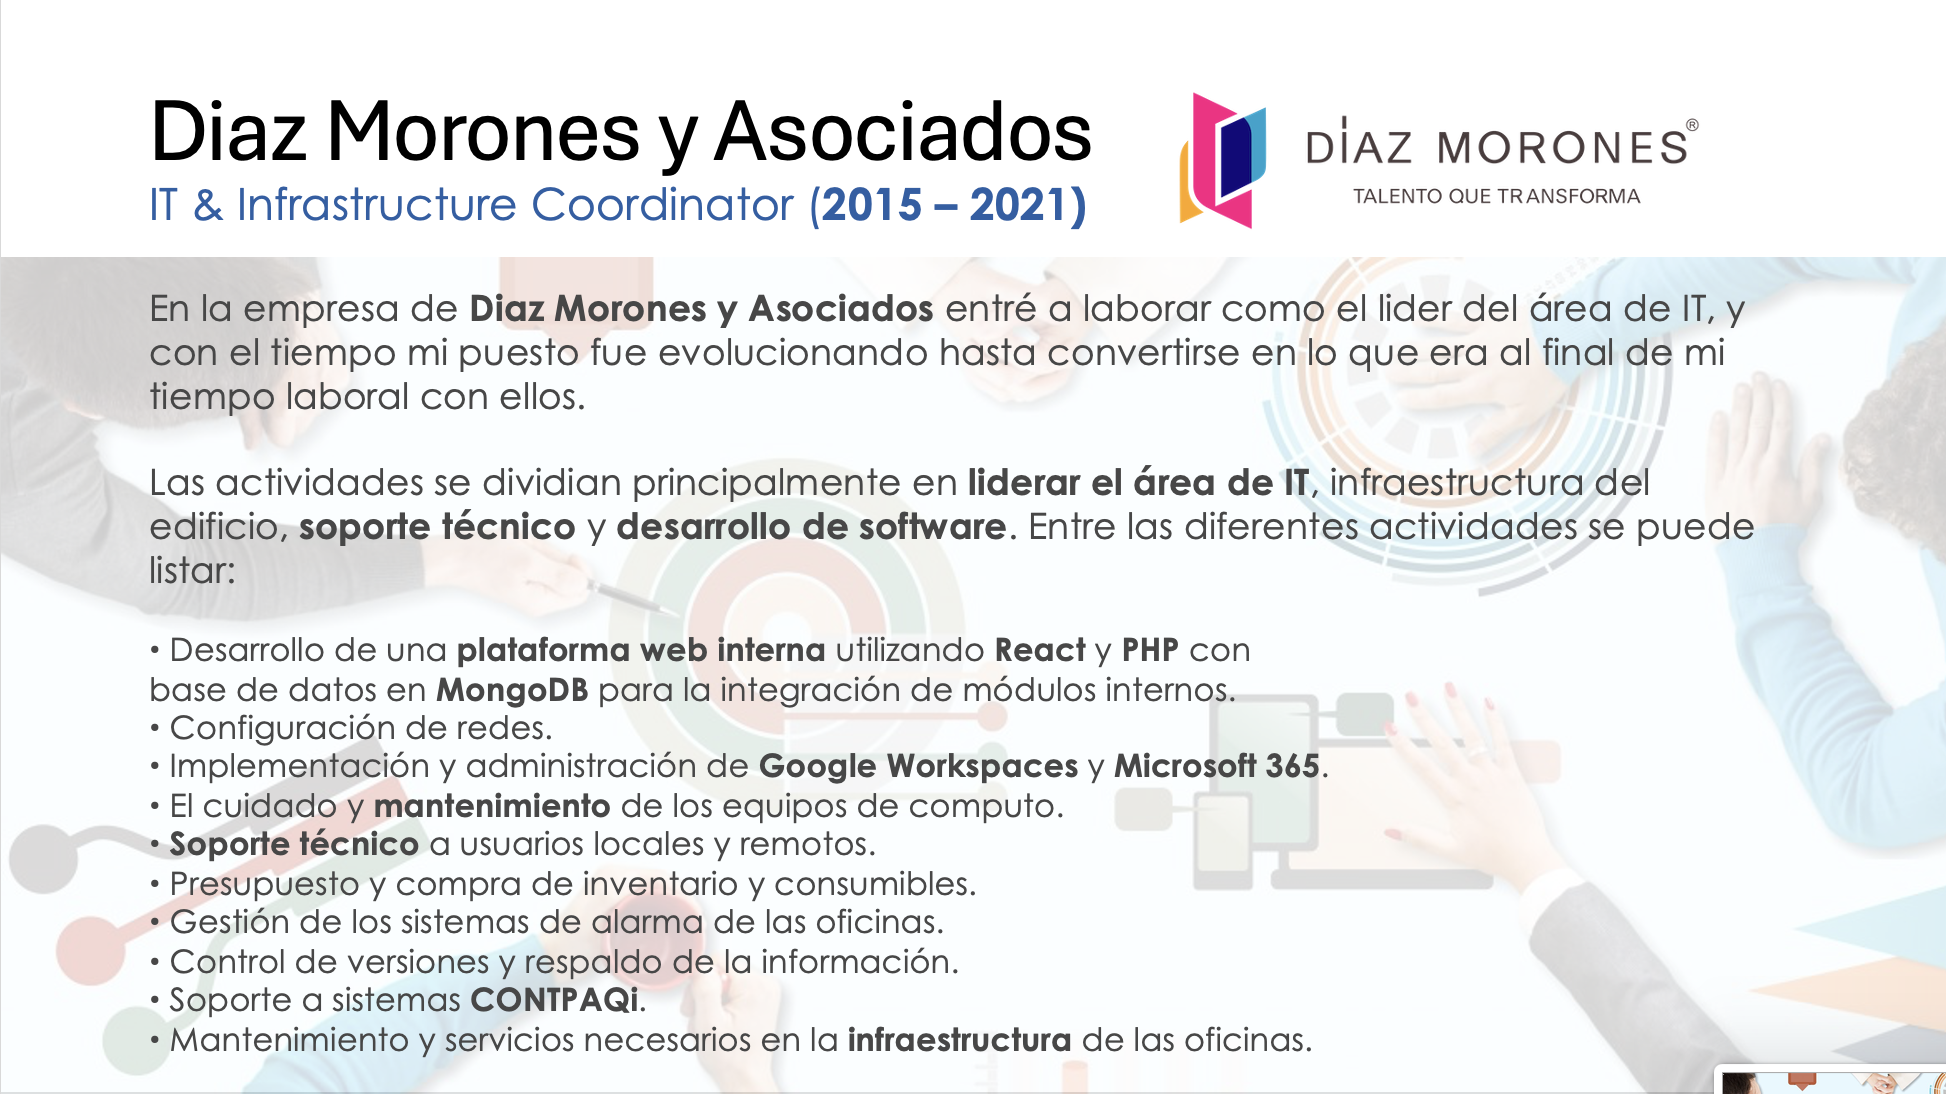 Diaz Morones y Asociados
IT & Infrastructure Coordinator (2015 – 2021)
DÍAZ MORONES®
TALENTO QUE TRANSFORMA
En la empresa de Diaz Morones y Asociados entré a laborar como el lider del área de IT, y
con el tiempo mi puesto fue evolucionando hasta convertirse en lo que era al final de mi
tiempo laboral con ellos.
Las actividades se dividian principalmente en liderar el área de IT, infraestructura del
edificio, soporte técnico y desarrollo de software. Entre las diferentes actividades se puede
listar:
• Desarrollo de una plataforma web interna utilizando React y PHP con
base de datos en MongoDB para la integración de módulos internos.
• Configuración de redes.
• Implementación y administración de Google Workspaces y Microsoft 365.
• El cuidado y mantenimiento de los equipos de computo.
• Soporte técnico a usuarios locales y remotos.
• Presupuesto y compra de inventario y consumibles.
• Gestión de los sistemas de alarma de las oficinas.
• Control de versiones y respaldo de la información.
• Soporte a sistemas CONTPAQi.
• Mantenimiento y servicios necesarios en la infraestructura de las oficinas.